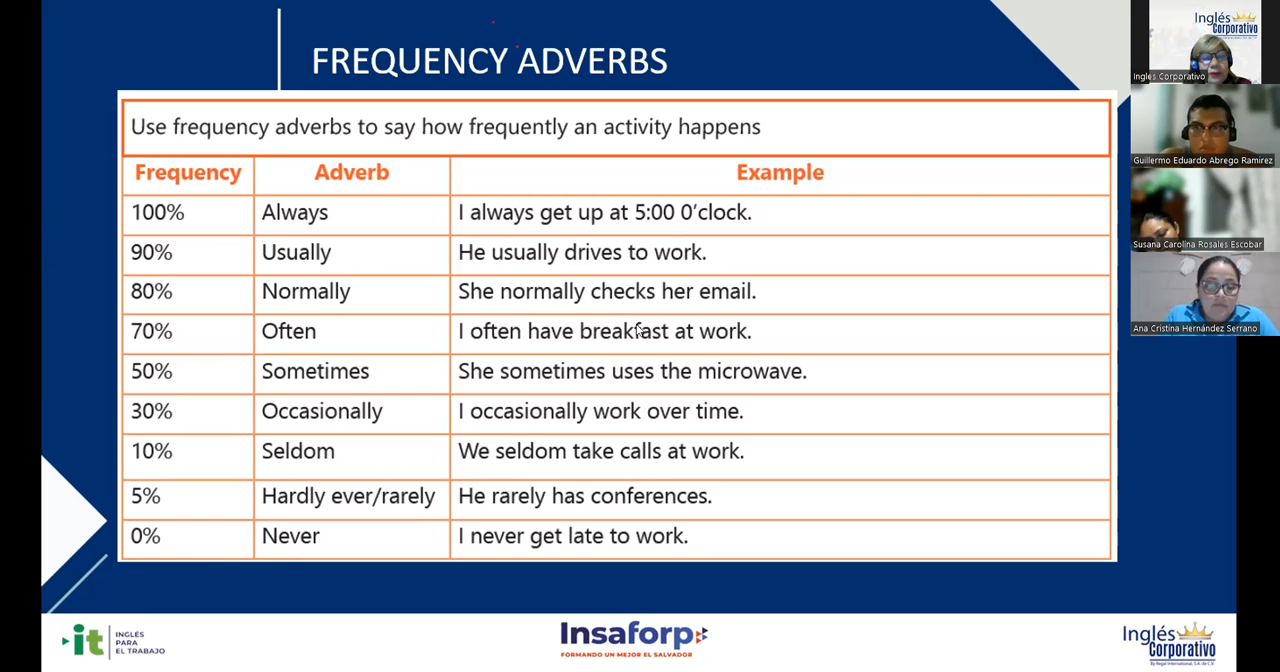 FREQUENCY ADVERBS
Use frequency adverbs to say how frequently an activity happens
Frequency Adverb Example
100% Always I always get up at 5:00 0'clock.
90% Usually He usually drives to work.
80% Normally She normally checks her email.
70% Often I often have breakfast at work.
50% Sometimes She sometimes uses the microwave.
30% Occasionally I occasionally work over time.
10% Seldom We seldom take calls at work.
5% Hardly ever/rarely He rarely has conferences.
0% Never I never get late to work.
it
INGLÉS
PARA
EL TRABAJO
Insaforp
FORMANDO UN MEJOR EL SALVADOR
Inglés
Corporativo
By Regal International, S.A. de C.V.
Inglés
Corporativo
Ingles Corporativo
Guillermo Eduardo Abrego Ramirez
Susana Carolina Rosales Escobar
Ana Cristina Hernández Serrano